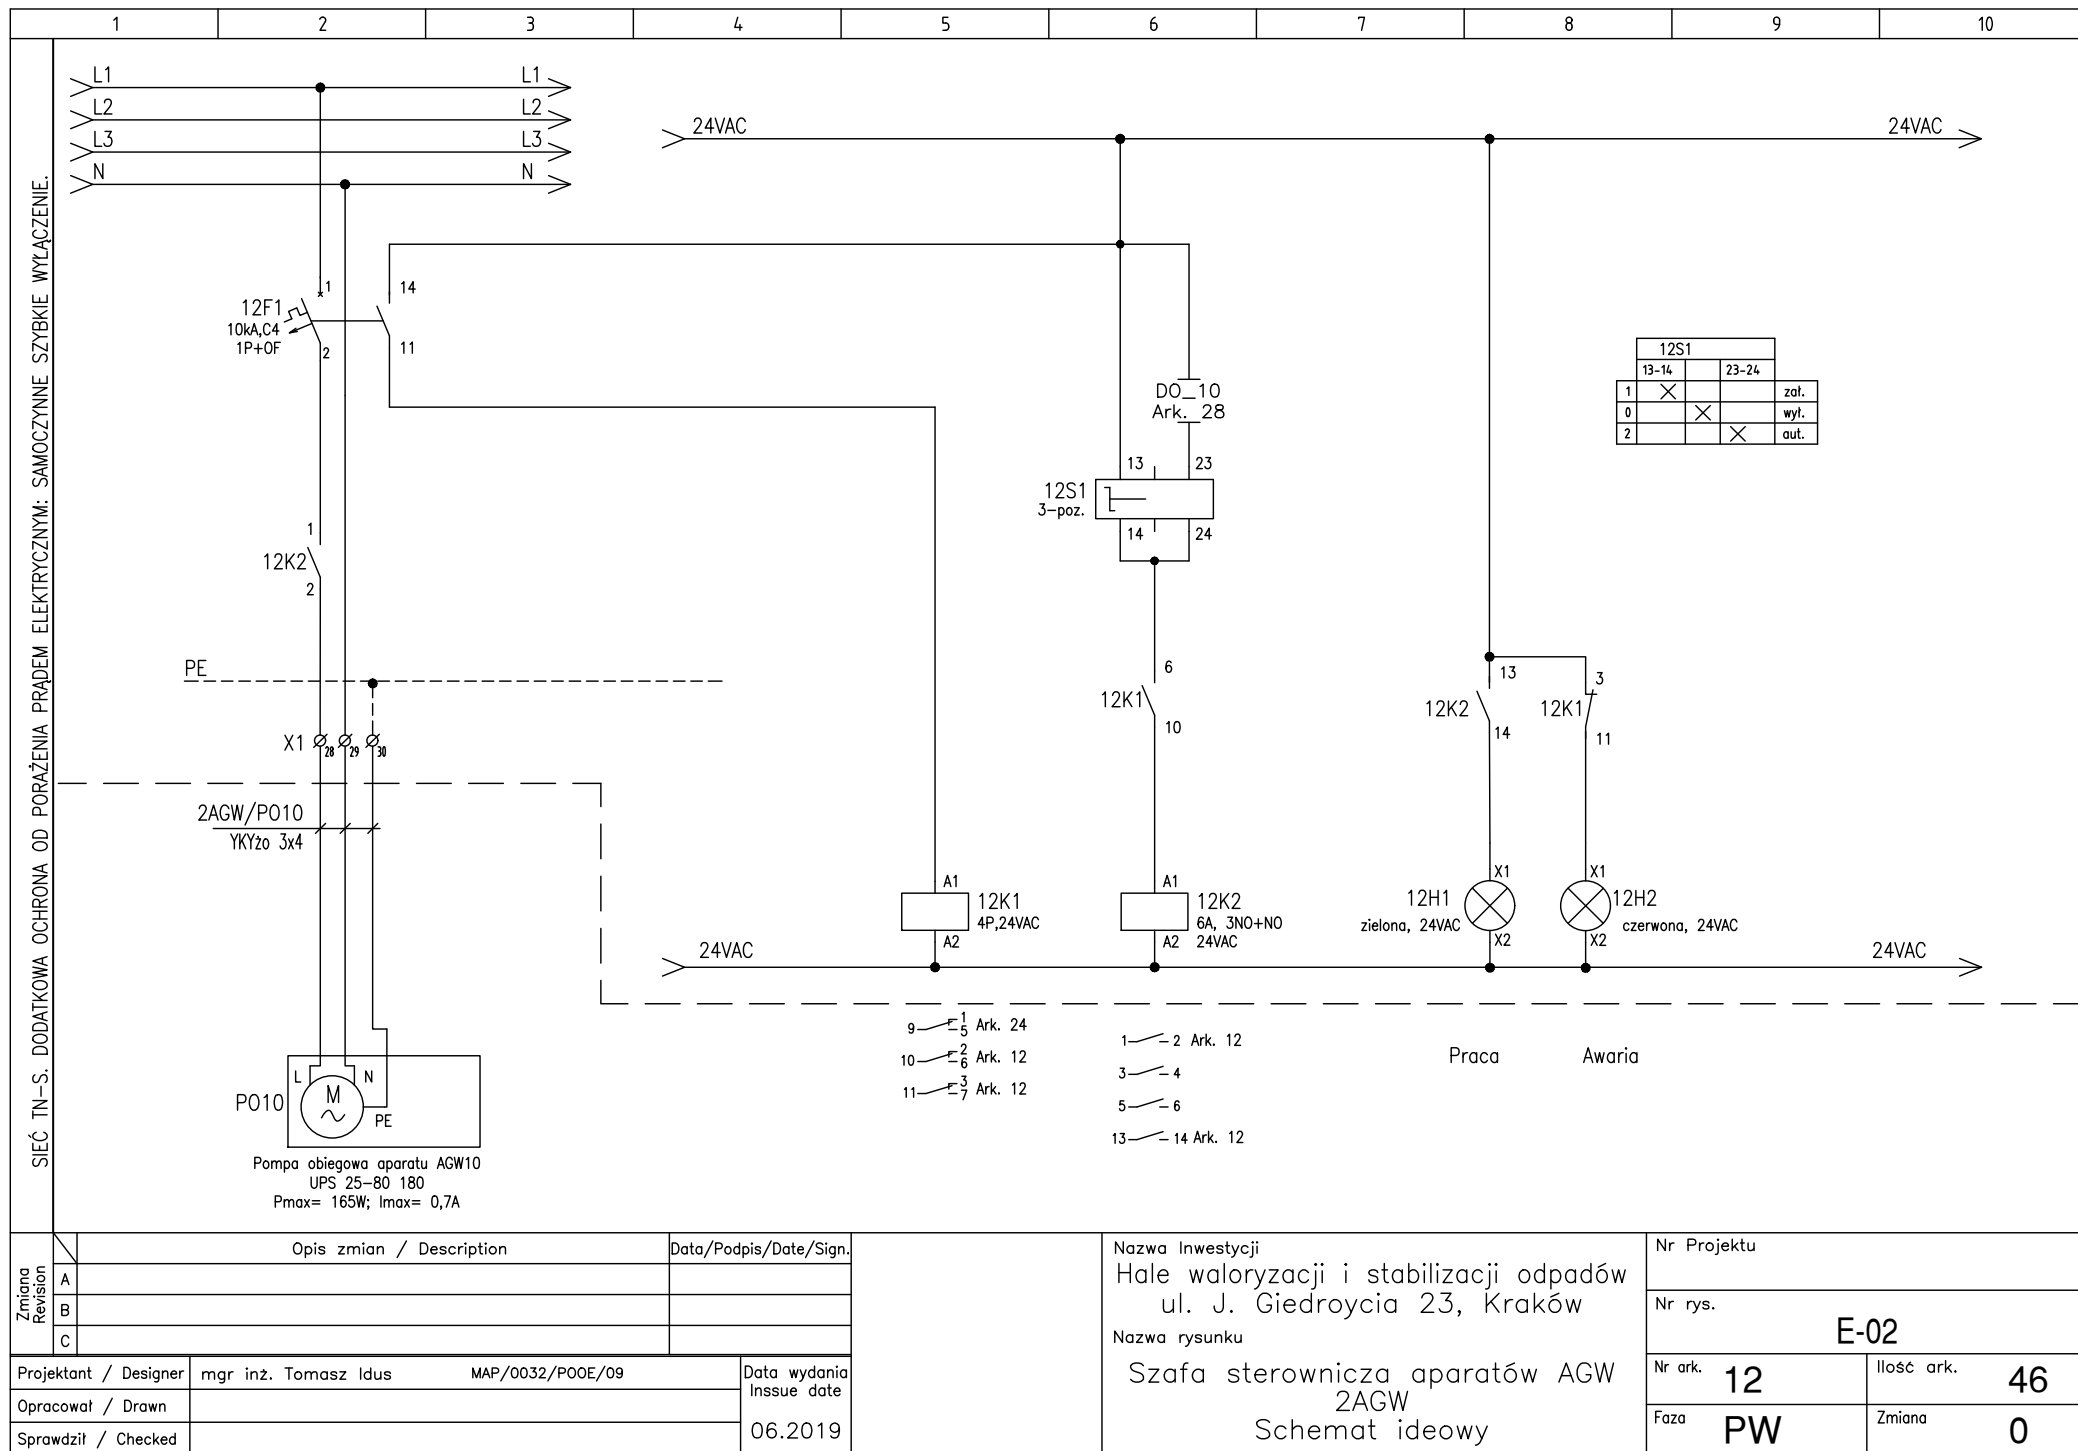 1 2 3 4 5 6 7 8 9 10
L1 L1
L2 L2
L3 L3
N N
24VAC 24VAC
SIEĆ TN-S. DODATKOWA OCHRONA OD PORAŻENIA PRĄDEM ELEKTRYCZNYM: SAMOCZYNNE SZYBKIE WYŁĄCZENIE.
12F1
10kA,C4
1P+OF
1
2
14
11
DO_10
Ark. 28
12S1
13-14 23-24
1 zał.
0 wył.
2 aut.
13 23
12S1
3-poz.
14 24
1
12K2
2
PE
6
12K1
10
13
12K2
14
3
12K1
11
X1 28 29 30
2AGW/PO10
YKYżo 3x4
A1
12K1
4P,24VAC
A2
A1
12K2
6A, 3NO+NO
A2 24VAC
X1
12H1
zielona, 24VAC
X2
X1
12H2
czerwona, 24VAC
X2
24VAC 24VAC
9 1 5 Ark. 24
10 2 6 Ark. 12
11 3 7 Ark. 12
1 2 Ark. 12
3 4
5 6
13 14 Ark. 12
Praca Awaria
L M N
PO10
PE
Pompa obiegowa aparatu AGW10
UPS 25-80 180
Pmax= 165W; Imax= 0,7A
Zmiana
Revision
Opis zmian / Description Data/Podpis/Date/Sign.
A
B
C
Projektant / Designer mgr inż. Tomasz Idus MAP/0032/POOE/09
Opracował / Drawn
Sprawdził / Checked
Data wydania
Inssue date
06.2019
Nazwa Inwestycji
Hale waloryzacji i stabilizacji odpadów
ul. J. Giedroycia 23, Kraków
Nazwa rysunku
Szafa sterownicza aparatów AGW
2AGW
Schemat ideowy
Nr Projektu
Nr rys.
E-02
Nr ark. 12 Ilość ark. 46
Faza PW Zmiana 0